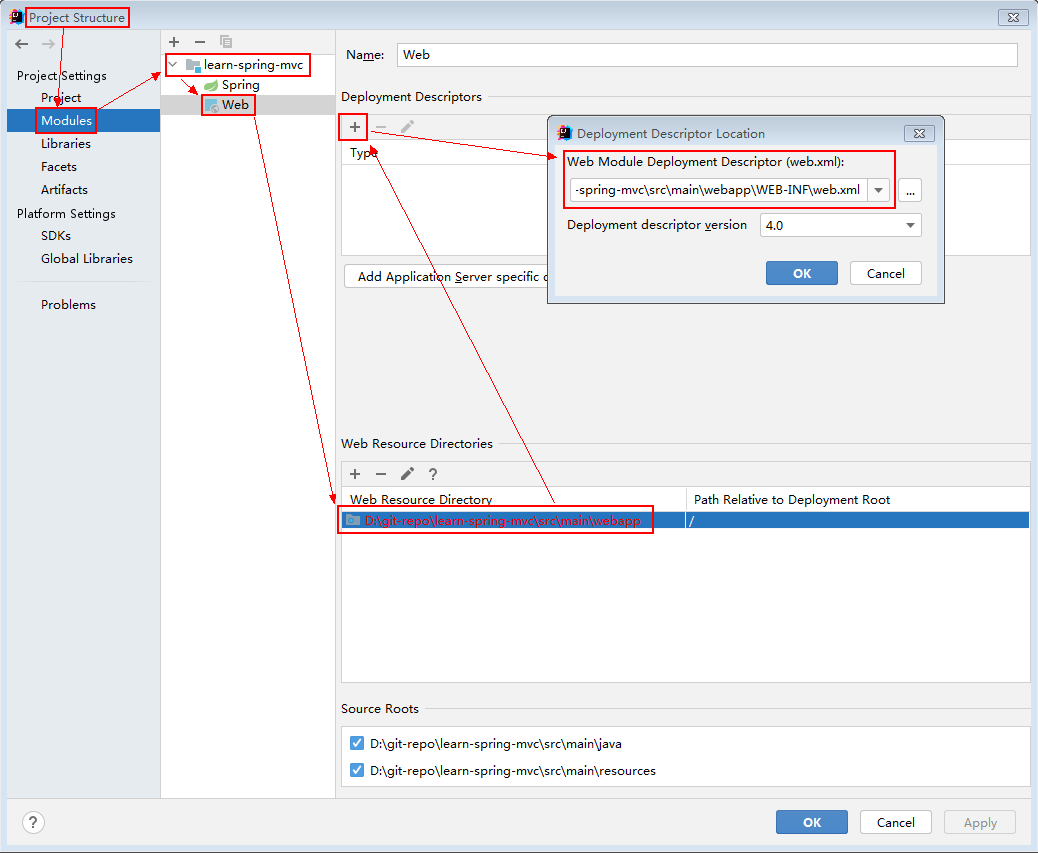 Project Structure
Name: Web
Project Settings
Project
Modules
Libraries
Facets
Artifacts
Platform Settings
SDKs
Global Libraries
Problems
learn-spring-mvc
Spring
Web
Deployment Descriptors
Type
Add Application Server specific
Deployment Descriptor Location
Web Module Deployment Descriptor (web.xml):
-spring-mvc\src\main\webapp\WEB-INF\web.xml
...
Deployment descriptor version 4.0
OK Cancel
Web Resource Directories
?
Web Resource Directory Path Relative to Deployment Root
D:\git-repo\learn-spring-mvc\src\main\webapp /
Source Roots
D:\git-repo\learn-spring-mvc\src\main\java
D:\git-repo\learn-spring-mvc\src\main\resources
? OK Cancel Apply